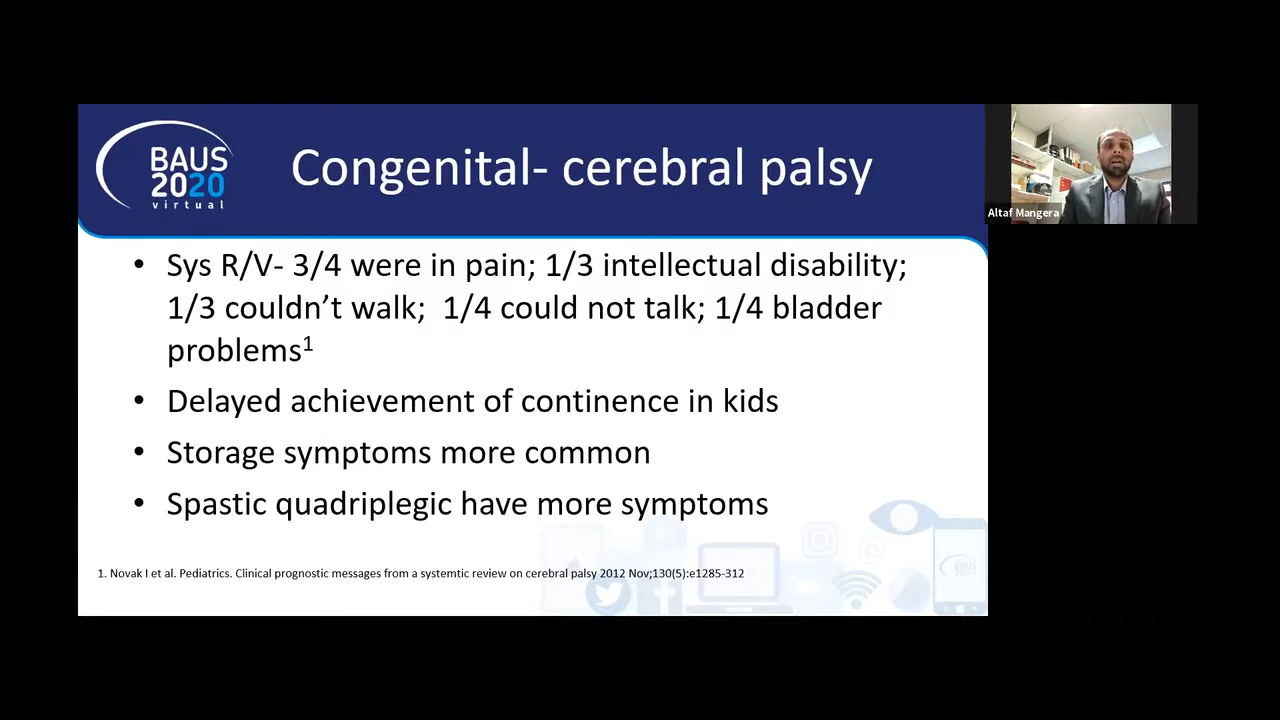 BAUS
2020
virtual
Congenital- cerebral palsy
Altaf Mangera
• Sys R/V- 3/4 were in pain; 1/3 intellectual disability;
1/3 couldn’t walk;  1/4 could not talk; 1/4 bladder
problems¹
• Delayed achievement of continence in kids
• Storage symptoms more common
• Spastic quadriplegic have more symptoms
1. Novak I et al. Pediatrics. Clinical prognostic messages from a systemtic review on cerebral palsy 2012 Nov;130(5):e1285-312
BAUS
2020